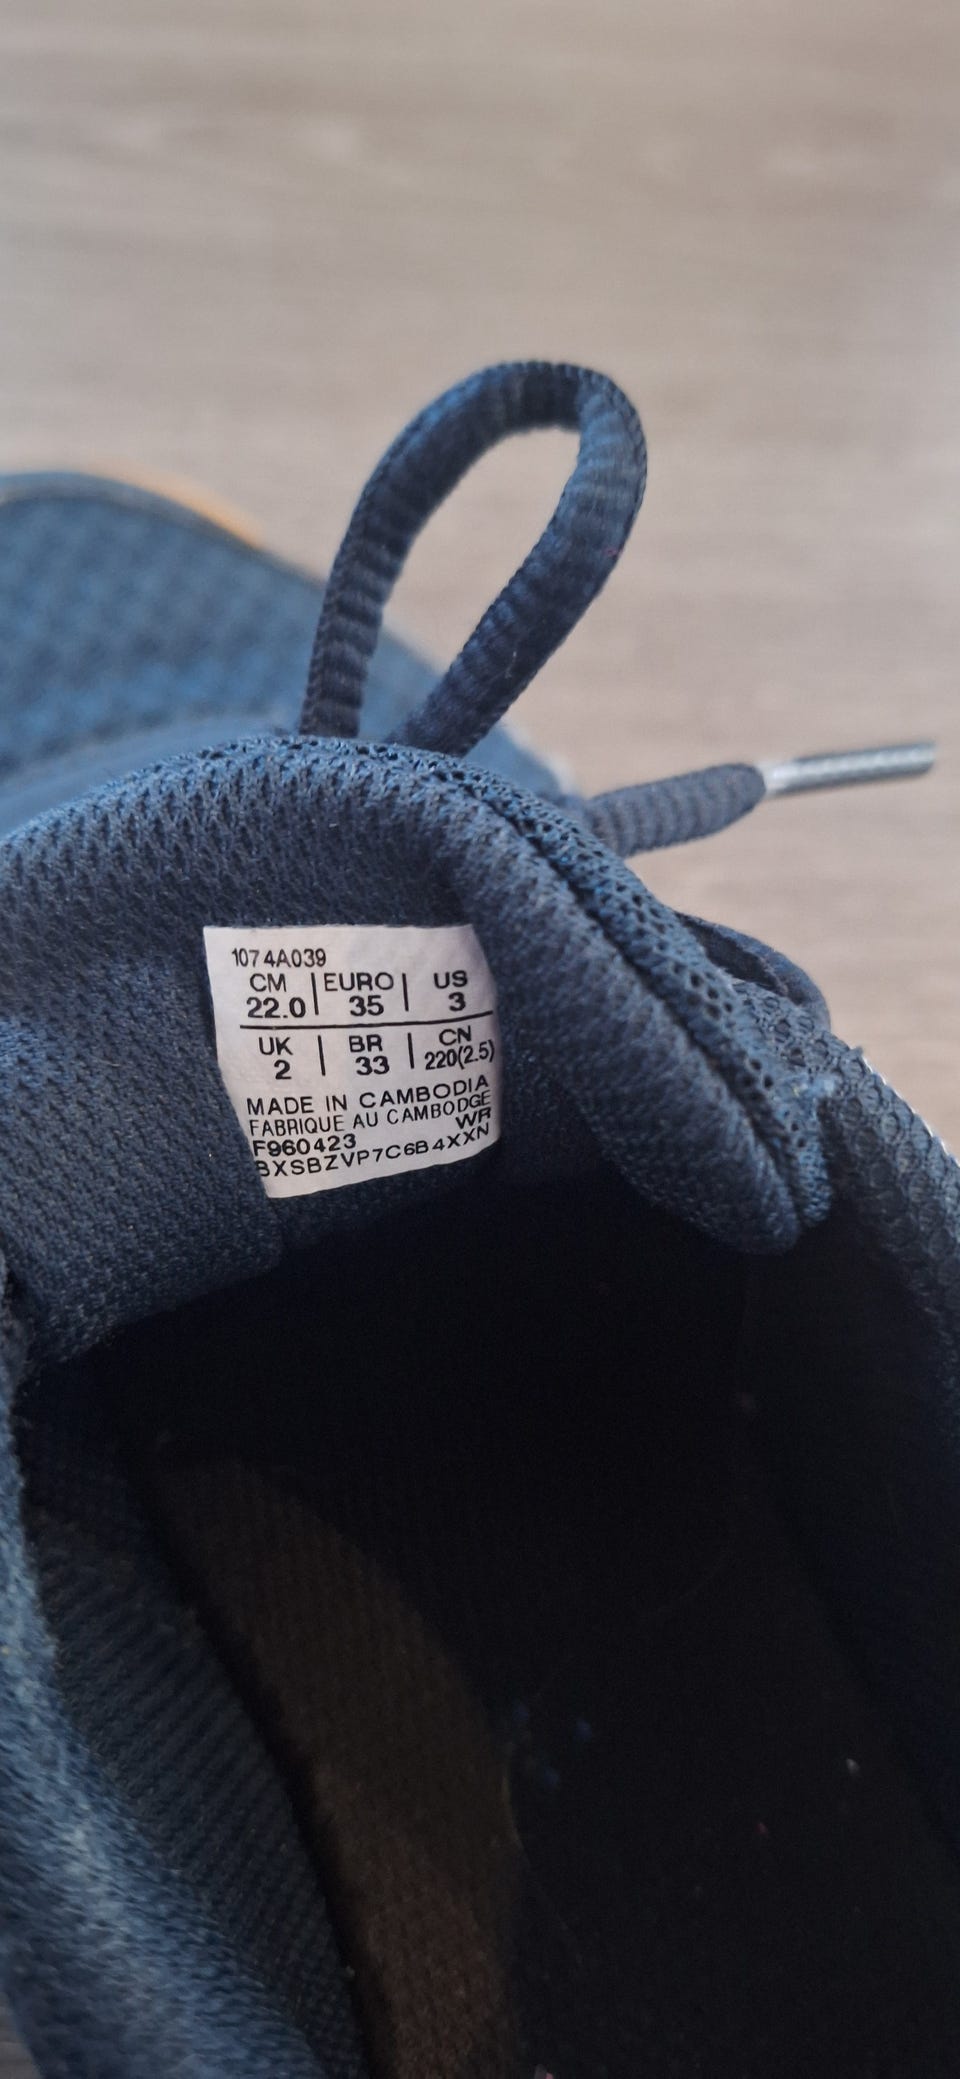 1074A039
CM | EURO | US
22.0 | 35 | 3
UK | BR | CN
2 | 33 | 220(2.5)
MADE IN CAMBODIA
FABRIQUE AU CAMBODGE
F960423 WR
BXSBZVP7C6B4XXN